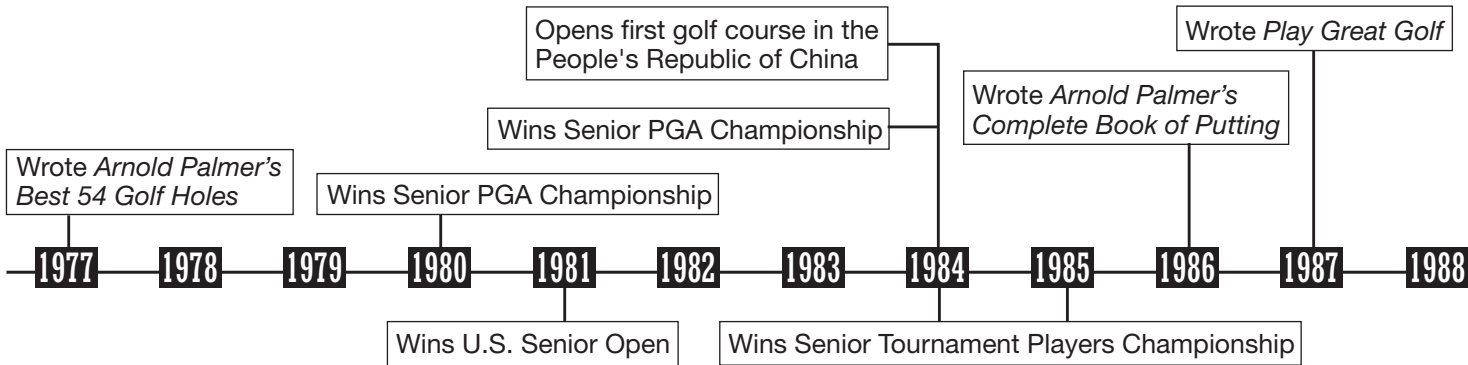 Opens first golf course in the
People's Republic of China
Wrote Play Great Golf
Wrote Arnold Palmer’s
Complete Book of Putting
Wins Senior PGA Championship
Wrote Arnold Palmer’s
Best 54 Golf Holes
Wins Senior PGA Championship
1977 1978 1979 1980 1981 1982 1983 1984 1985 1986 1987 1988
Wins U.S. Senior Open
Wins Senior Tournament Players Championship